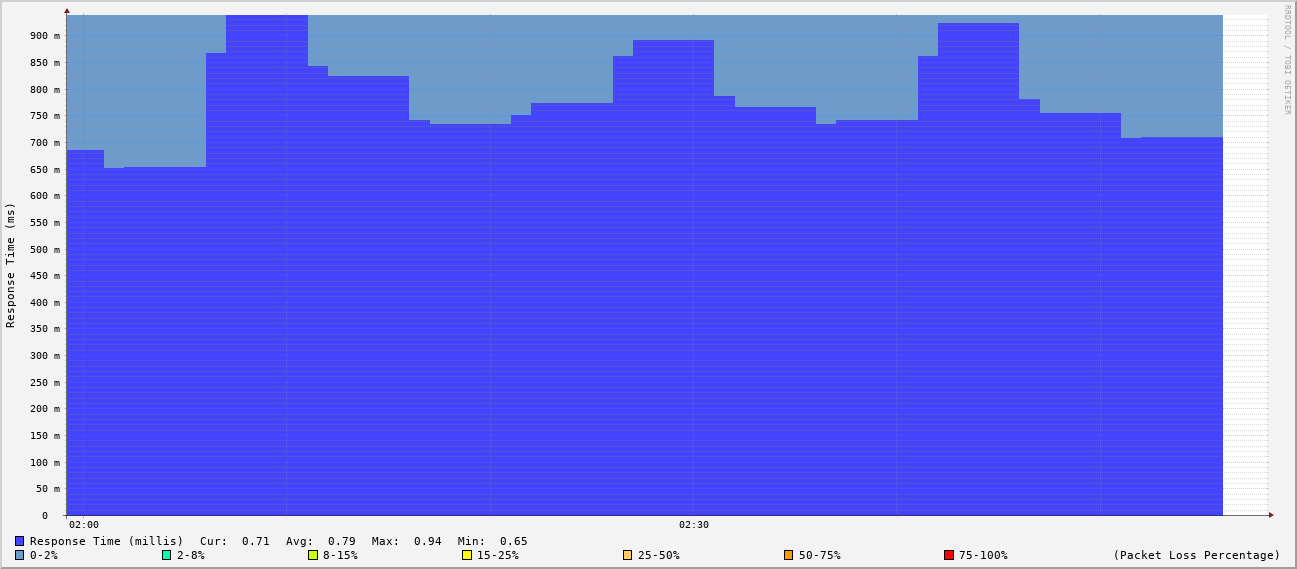 RRDTOOL / TOBI OETIKER
Response Time (ms)
900 m
850 m
800 m
750 m
700 m
650 m
600 m
550 m
500 m
450 m
400 m
350 m
300 m
250 m
200 m
150 m
100 m
50 m
0
02:00 02:30
Response Time (millis) Cur: 0.71 Avg: 0.79 Max: 0.94 Min: 0.65
0-2% 2-8% 8-15% 15-25% 25-50% 50-75% 75-100% (Packet Loss Percentage)